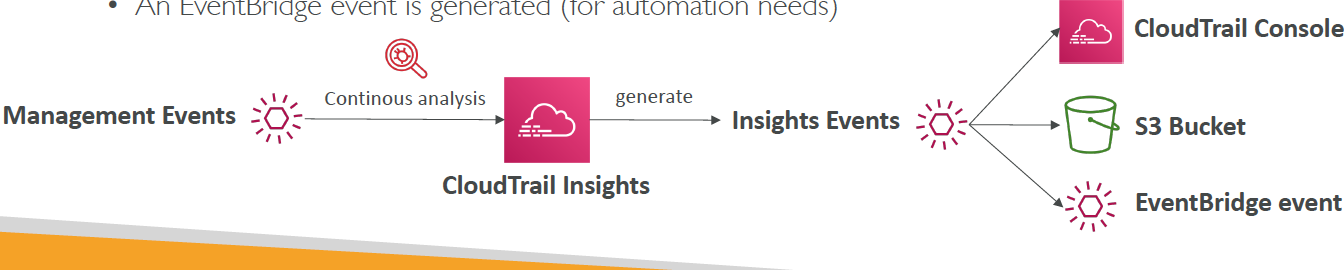 • An EventBridge event is generated (for automation needs)
CloudTrail Console
Continous analysis
generate
Management Events
Insights Events
S3 Bucket
CloudTrail Insights
EventBridge event